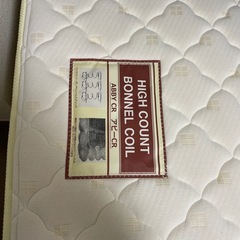 HIGH COUNT
BONNEL COIL
ABBY CR アビーCR